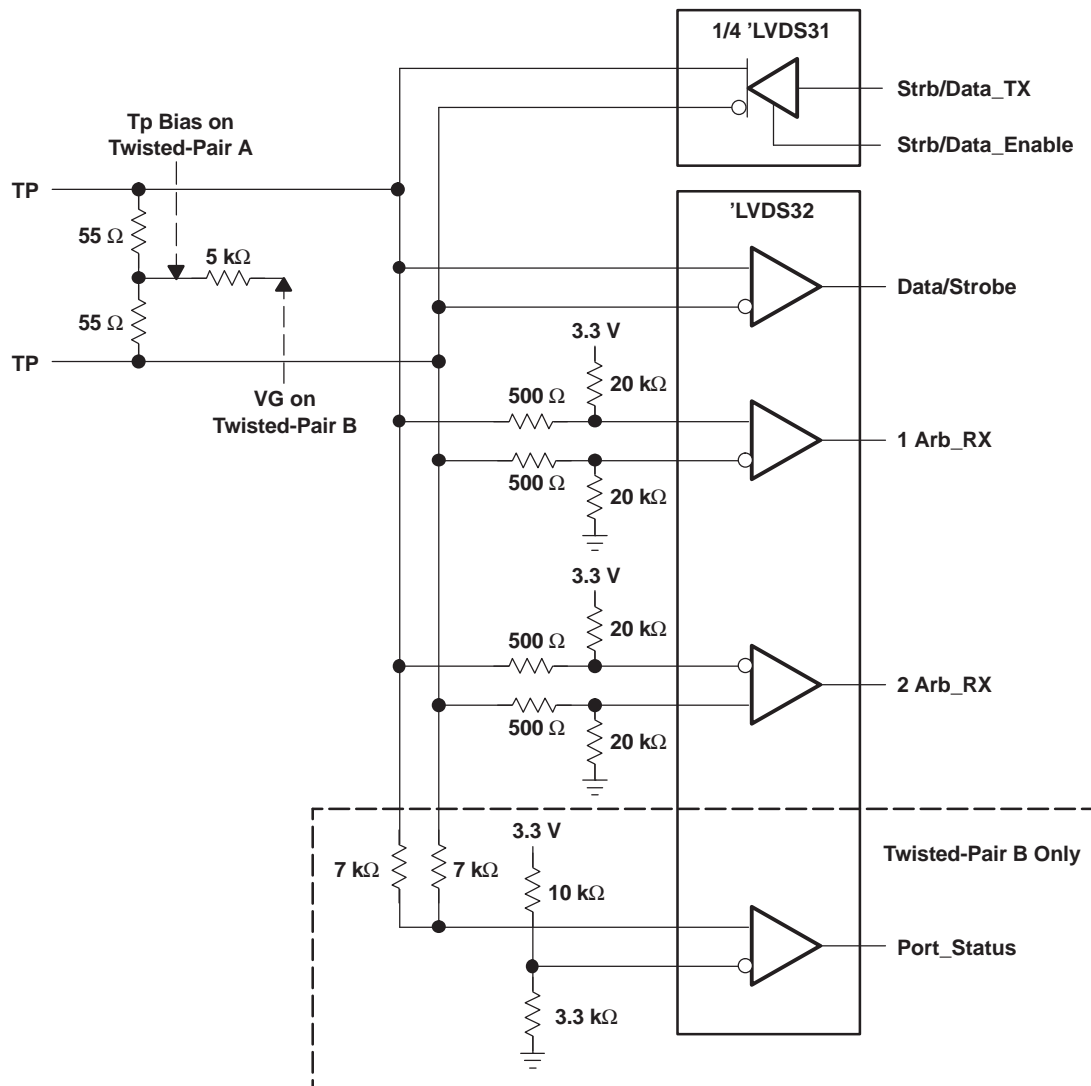 1/4 ’LVDS31
Strb/Data_TX
Strb/Data_Enable
Tp Bias on
Twisted-Pair A
TP
’LVDS32
55 Ω
5 kΩ
Data/Strobe
55 Ω
3.3 V
TP
20 kΩ
VG on
Twisted-Pair B
500 Ω
1 Arb_RX
500 Ω
20 kΩ
3.3 V
20 kΩ
500 Ω
2 Arb_RX
500 Ω
20 kΩ
3.3 V
Twisted-Pair B Only
7 kΩ
7 kΩ
10 kΩ
Port_Status
3.3 kΩ